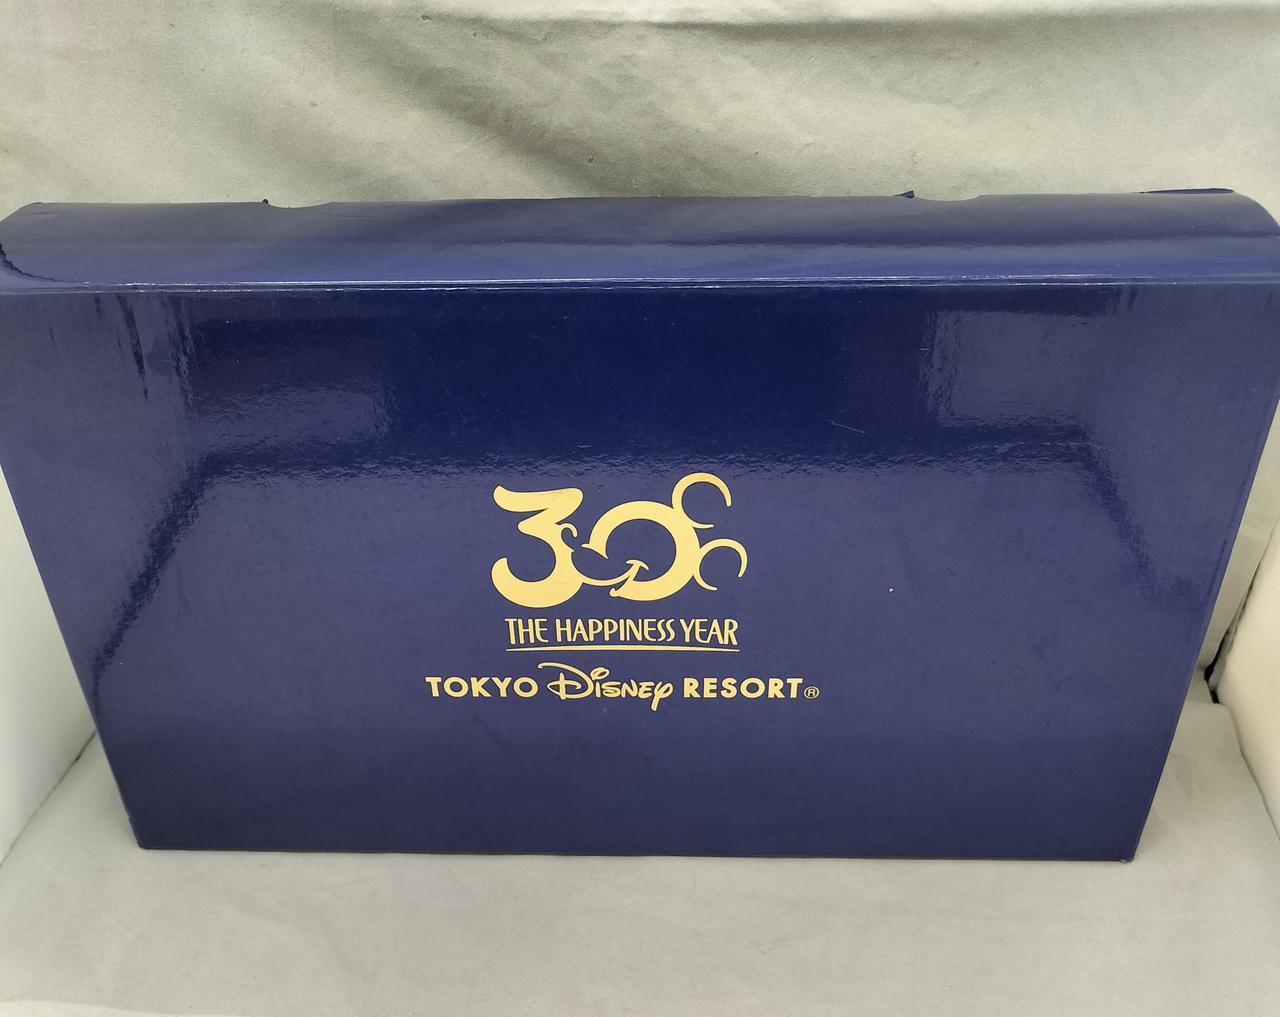 30
THE HAPPINESS YEAR
TOKYO Disney RESORT®